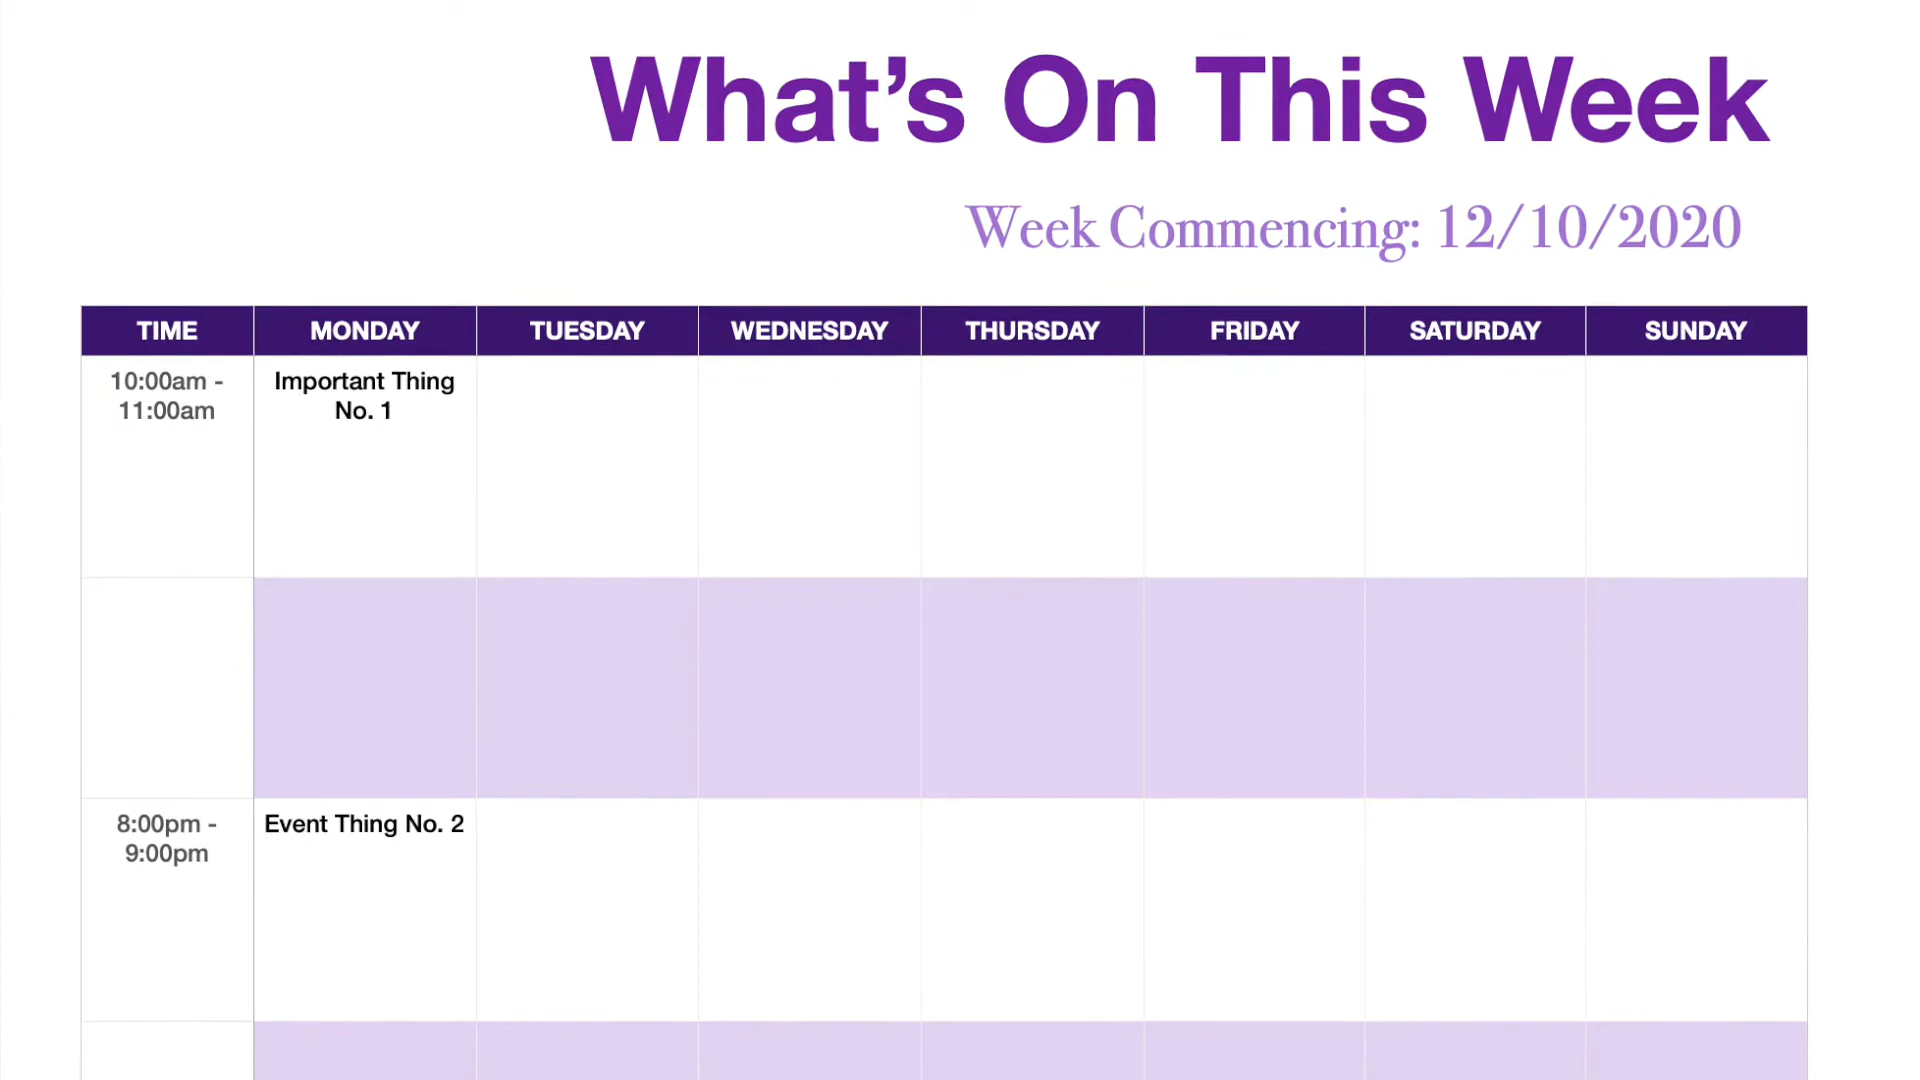 What’s On This Week
Week Commencing: 12/10/2020
TIME MONDAY TUESDAY WEDNESDAY THURSDAY FRIDAY SATURDAY SUNDAY
10:00am - Important Thing
11:00am No. 1
8:00pm - Event Thing No. 2
9:00pm